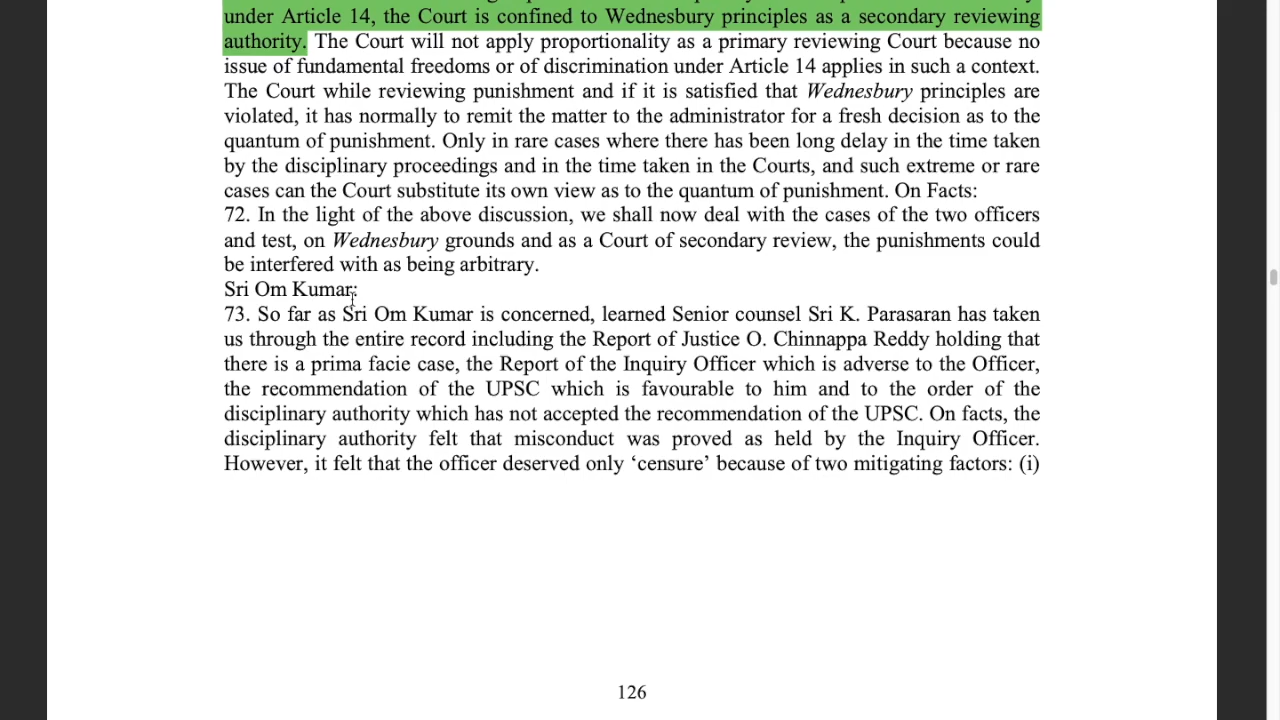 under Article 14, the Court is confined to Wednesbury principles as a secondary reviewing
authority. The Court will not apply proportionality as a primary reviewing Court because no
issue of fundamental freedoms or of discrimination under Article 14 applies in such a context.
The Court while reviewing punishment and if it is satisfied that Wednesbury principles are
violated, it has normally to remit the matter to the administrator for a fresh decision as to the
quantum of punishment. Only in rare cases where there has been long delay in the time taken
by the disciplinary proceedings and in the time taken in the Courts, and such extreme or rare
cases can the Court substitute its own view as to the quantum of punishment. On Facts:
72. In the light of the above discussion, we shall now deal with the cases of the two officers
and test, on Wednesbury grounds and as a Court of secondary review, the punishments could
be interfered with as being arbitrary.
Sri Om Kumar:
73. So far as Sri Om Kumar is concerned, learned Senior counsel Sri K. Parasaran has taken
us through the entire record including the Report of Justice O. Chinnappa Reddy holding that
there is a prima facie case, the Report of the Inquiry Officer which is adverse to the Officer,
the recommendation of the UPSC which is favourable to him and to the order of the
disciplinary authority which has not accepted the recommendation of the UPSC. On facts, the
disciplinary authority felt that misconduct was proved as held by the Inquiry Officer.
However, it felt that the officer deserved only ‘censure’ because of two mitigating factors: (i)
126